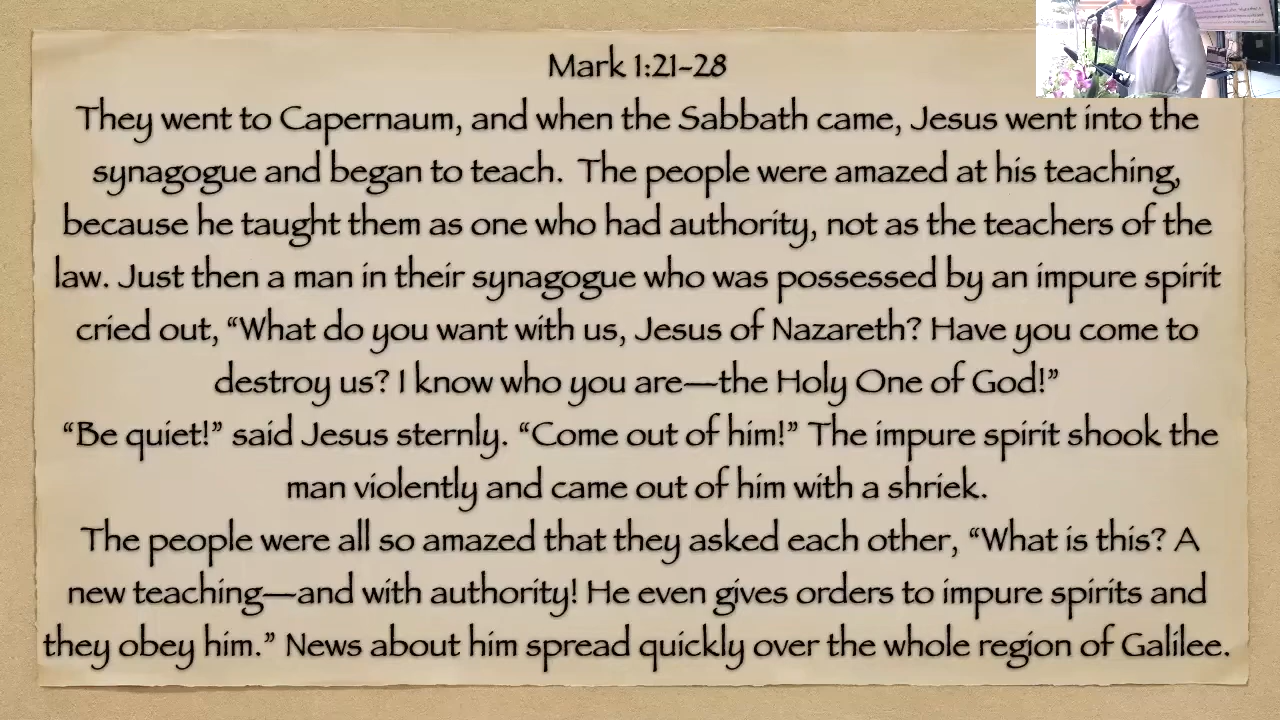 Mark 1:21-28
They went to Capernaum, and when the Sabbath came, Jesus went into the
synagogue and began to teach.  The people were amazed at his teaching,
because he taught them as one who had authority, not as the teachers of the
law. Just then a man in their synagogue who was possessed by an impure spirit
cried out, “What do you want with us, Jesus of Nazareth? Have you come to
destroy us? I know who you are—the Holy One of God!”
“Be quiet!” said Jesus sternly. “Come out of him!” The impure spirit shook the
man violently and came out of him with a shriek.
The people were all so amazed that they asked each other, “What is this? A
new teaching—and with authority! He even gives orders to impure spirits and
they obey him.” News about him spread quickly over the whole region of Galilee.